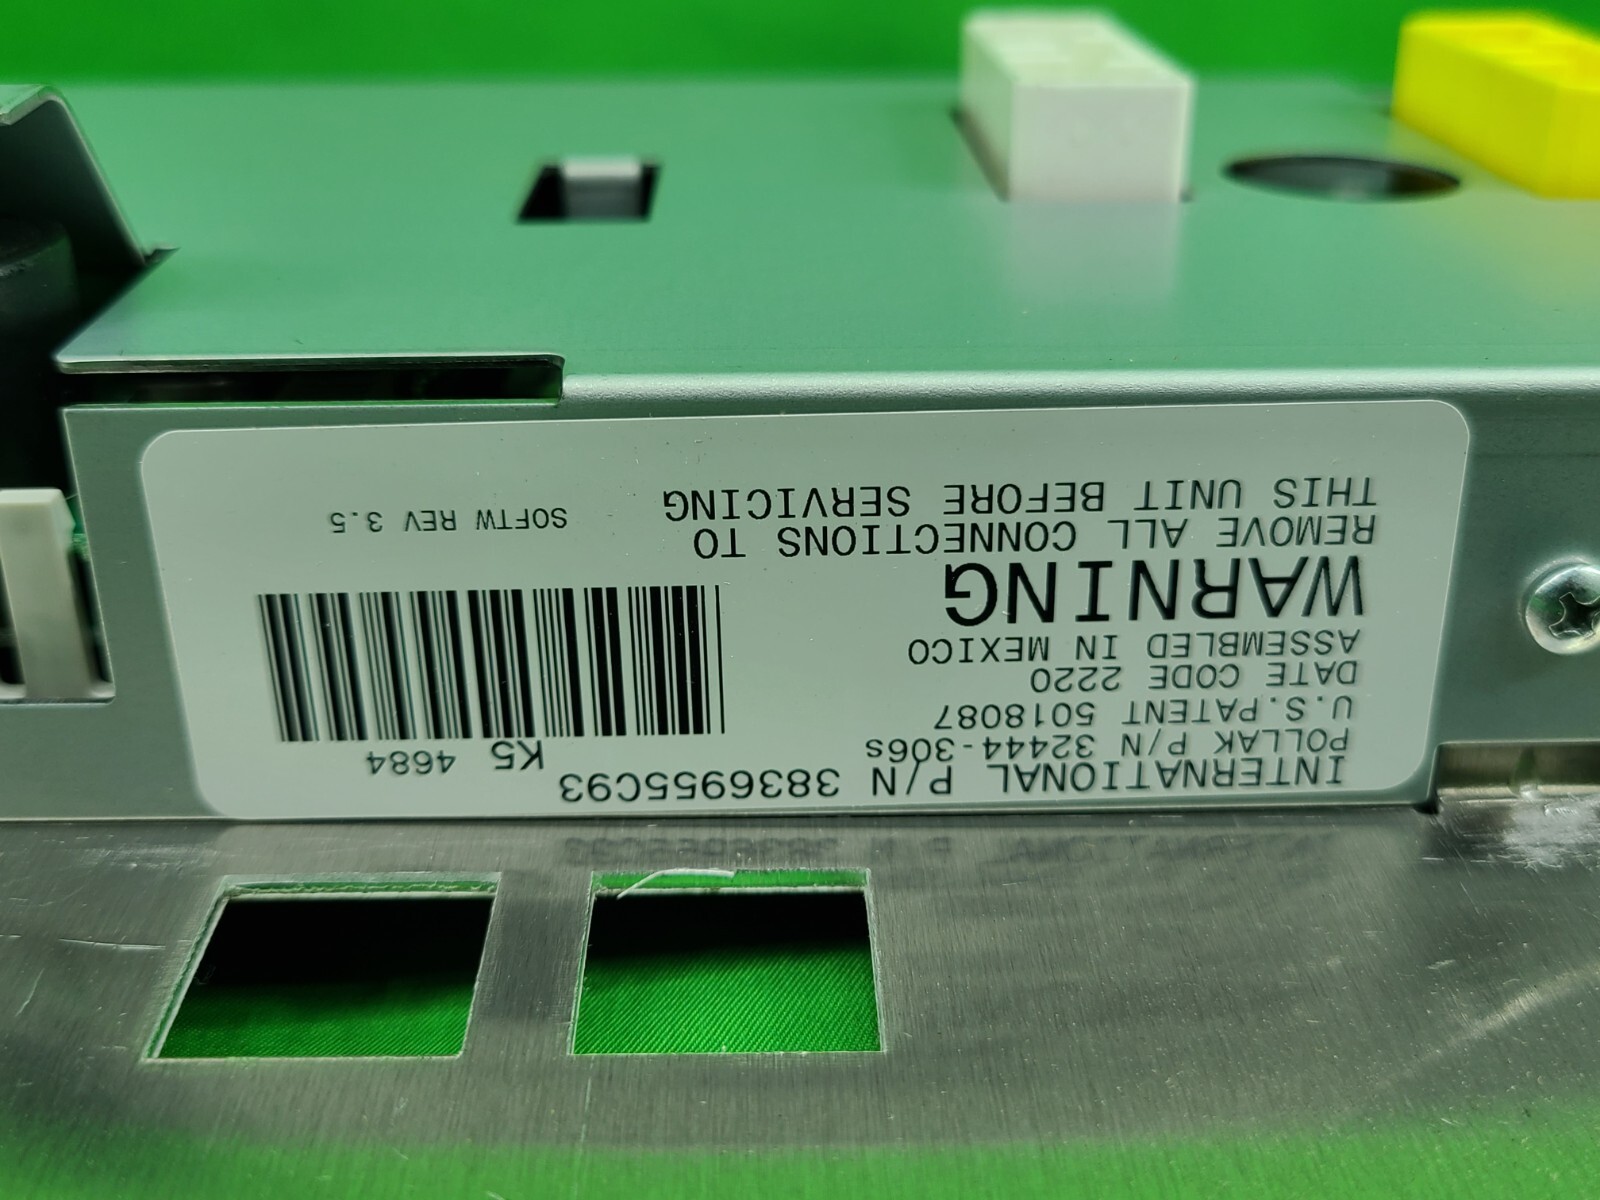 INTERNATIONAL P/N 3836955C93
POLLAK P/N 32444-306s
K5 4684
U.S.PATENT 5018087
DATE CODE 2220
ASSEMBLED IN MEXICO
WARNING
REMOVE ALL CONNECTIONS TO
THIS UNIT BEFORE SERVICING
SOFTW REV 3.5